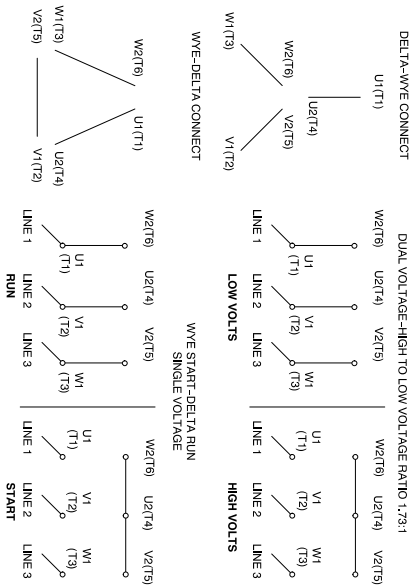 DELTA-WYE CONNECT
U1(T1)
U2(T4)
W2(T6)
V2(T5)
W1(T3)
V1(T2)
DUAL VOLTAGE-HIGH TO LOW VOLTAGE RATIO 1.73:1
W2(T6) U2(T4) V2(T5)
U1 V1 W1
(T1) (T2) (T3)
LINE 1 LINE 2 LINE 3
LOW VOLTS
W2(T6) U2(T4) V2(T5)
U1 V1 W1
(T1) (T2) (T3)
LINE 1 LINE 2 LINE 3
HIGH VOLTS
WYE-DELTA CONNECT
W2(T6) U1(T1)
W1(T3) U2(T4)
V2(T5) V1(T2)
WYE START-DELTA RUN
SINGLE VOLTAGE
W2(T6) U2(T4) V2(T5)
U1 V1 W1
(T1) (T2) (T3)
LINE 1 LINE 2 LINE 3
RUN
W2(T6) U2(T4) V2(T5)
U1 V1 W1
(T1) (T2) (T3)
LINE 1 LINE 2 LINE 3
START